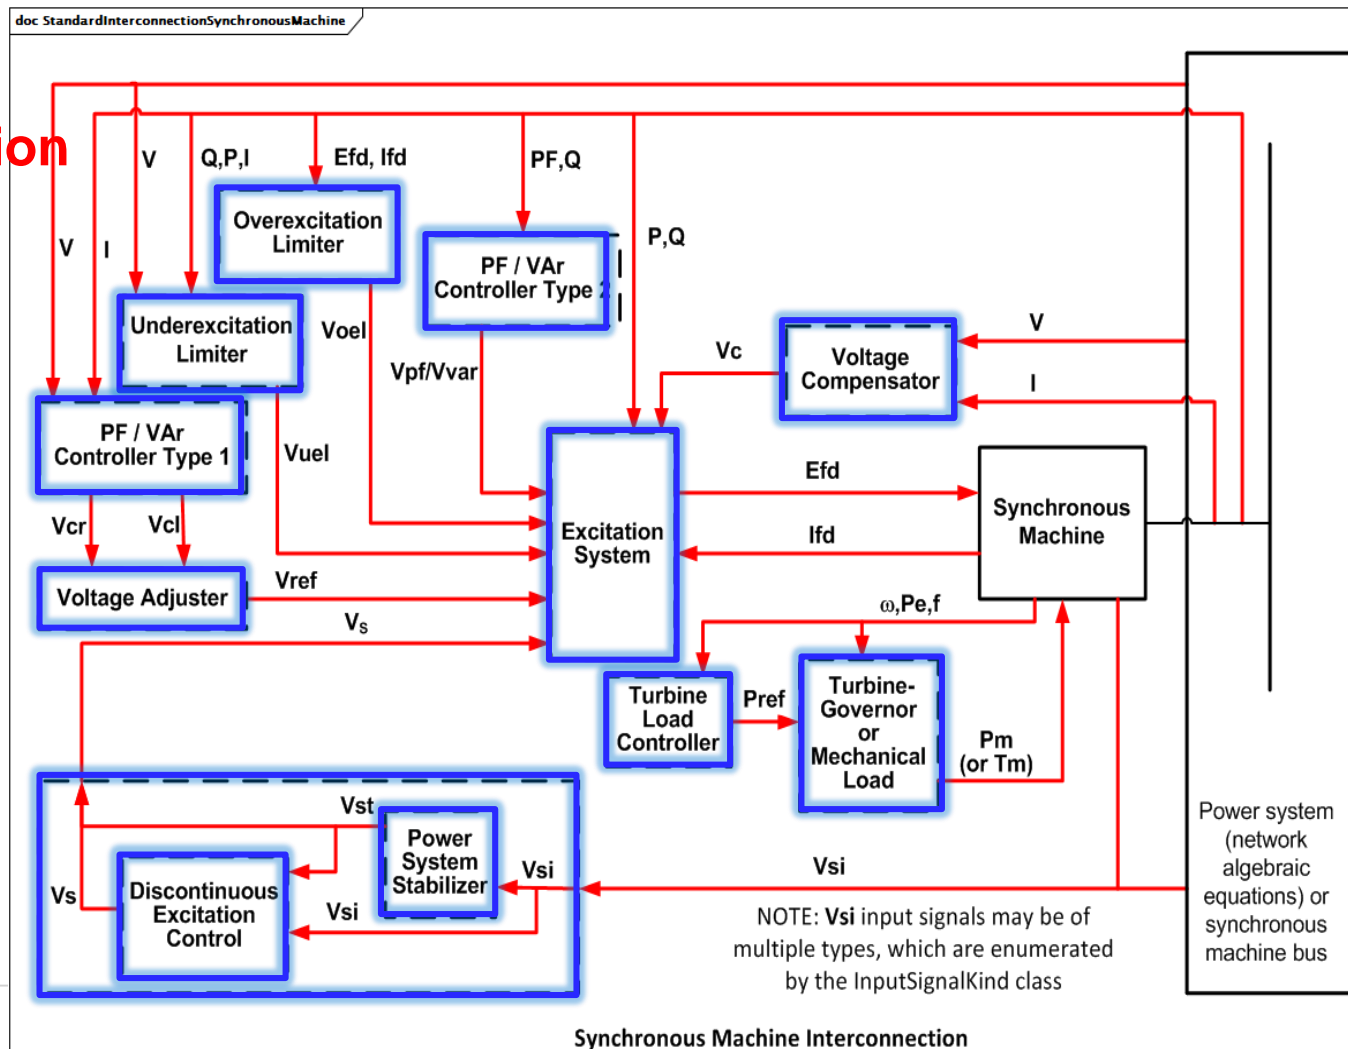 doc StandardInterconnectionSynchronousMachine
ion
V
Q,P,I
Efd, Ifd
PF,Q
P,Q
V
I
Overexcitation
Limiter
PF / VAr
Controller Type 2
Underexcitation
Limiter
Voel
Vpf/Vvar
Vc
Voltage
Compensator
V
I
PF / VAr
Controller Type 1
Vuel
Vcr
Vcl
Excitation
System
Efd
Ifd
Synchronous
Machine
Voltage Adjuster
Vref
Vs
ω,Pe,f
Turbine
Load
Controller
Pref
Turbine-
Governor
or
Mechanical
Load
Pm
(or Tm)
Vst
Power
System
Stabilizer
Vsi
Vsi
Vs
Discontinuous
Excitation
Control
Vsi
NOTE: Vsi input signals may be of
multiple types, which are enumerated
by the InputSignalKind class
Power system
(network
algebraic
equations) or
synchronous
machine bus
Synchronous Machine Interconnection